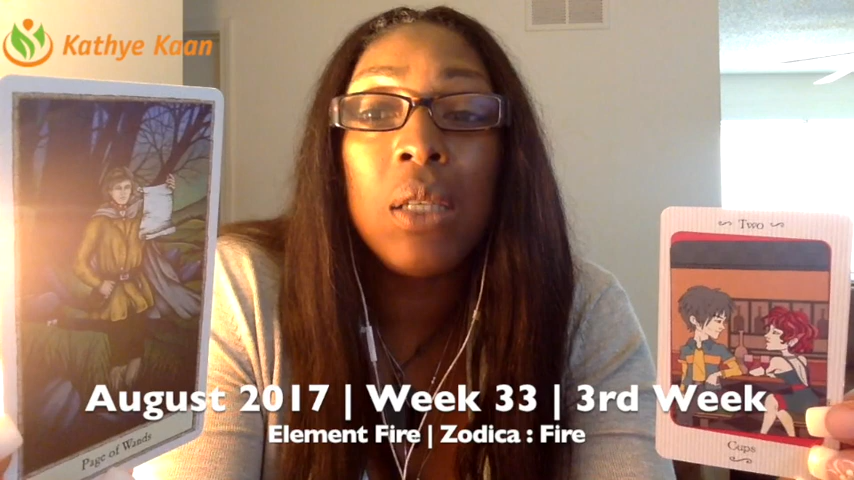 Kathye Kaan
Two
Page of Wands
Cups
August 2017 | Week 33 | 3rd Week
Element Fire | Zodica : Fire